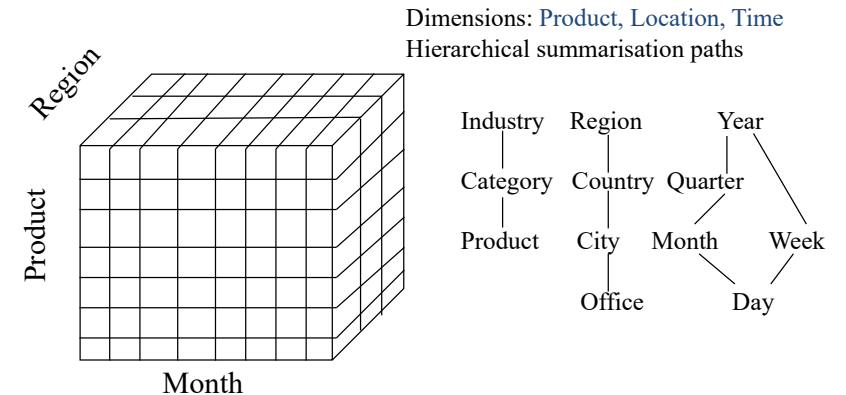 Dimensions: Product, Location, Time
Hierarchical summarisation paths
Region
Product
Month
Industry Region Year
Category Country Quarter
Product City Month Week
Office Day